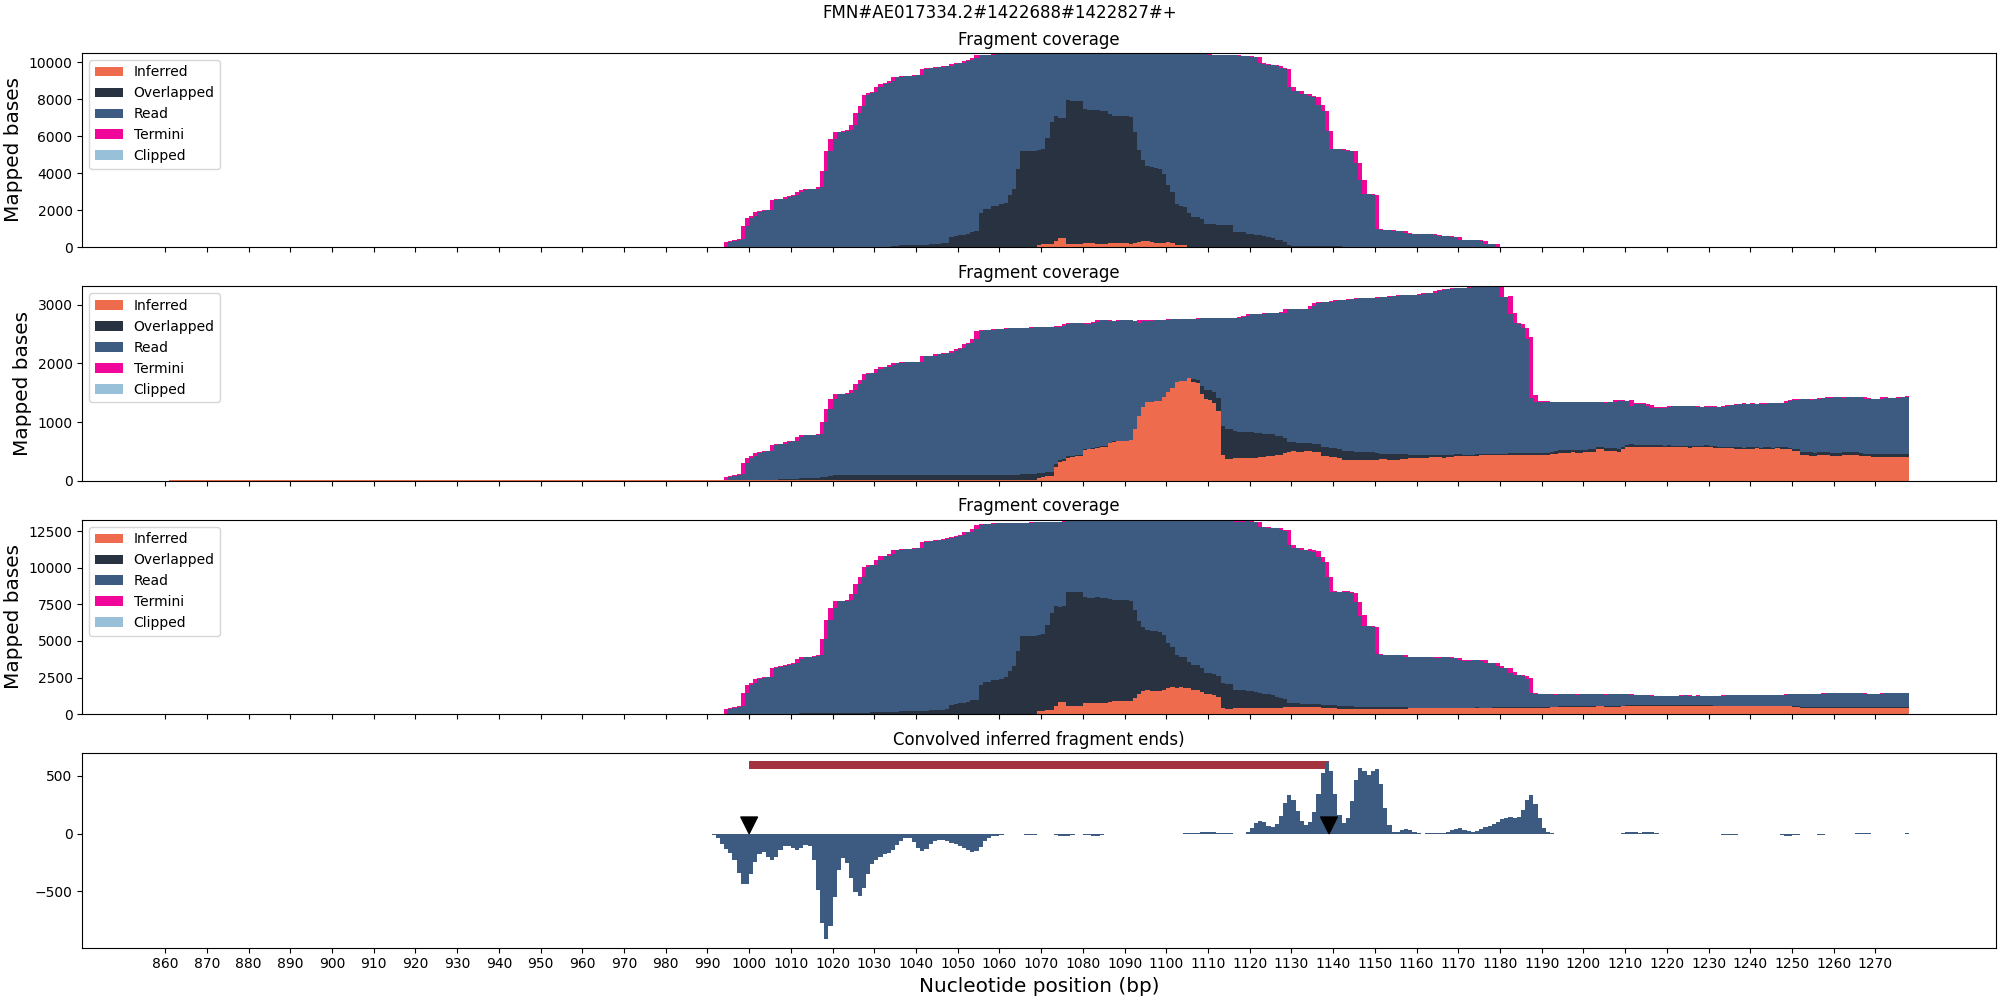 FMN#AE017334.2#1422688#1422827#+
Fragment coverage
Mapped bases
10000
8000
6000
4000
2000
0
Inferred
Overlapped
Read
Termini
Clipped
Fragment coverage
Mapped bases
3000
2000
1000
0
Inferred
Overlapped
Read
Termini
Clipped
Fragment coverage
Mapped bases
12500
10000
7500
5000
2500
0
Inferred
Overlapped
Read
Termini
Clipped
Convolved inferred fragment ends)
500
0
−500
860 870 880 890 900 910 920 930 940 950 960 970 980 990 1000 1010 1020 1030 1040 1050 1060 1070 1080 1090 1100 1110 1120 1130 1140 1150 1160 1170 1180 1190 1200 1210 1220 1230 1240 1250 1260 1270
Nucleotide position (bp)